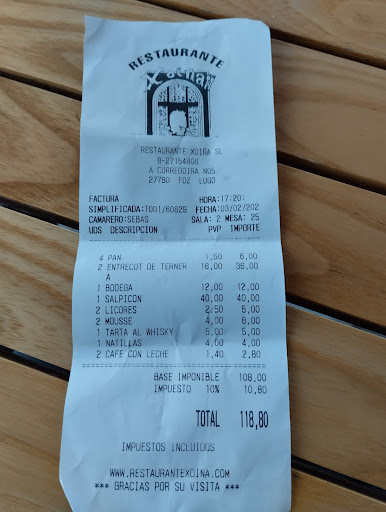 RESTAURANTE
RESTAURANTE XOIÑA SL
B-27154806
A CORREDOIRA Nº5
27780 FOZ LUGO
FACTURA HORA:17:20:
SIMPLIFICADA:T001/60829 FECHA:03/02/202
CAMARERO:SEBAS SALA: 2 MESA: 25
UDS DESCRIPCION PVP IMPORTE
4 PAN 1,50 6,00
2 ENTRECOT DE TERNER 18,00 36,00
A
1 BODEGA 12,00 12,00
1 SALPICON 40,00 40,00
2 LICORES 2,50 5,00
2 MOUSSE 4,00 8,00
1 TARTA AL WHISKY 5,00 5,00
1 NATILLAS 4,00 4,00
2 CAFE CON LECHE 1,40 2,80
BASE IMPONIBLE 108,00
IMPUESTO 10% 10,80
TOTAL 118,80
IMPUESTOS INCLUIDOS
WWW.RESTAURANTEXOINA.COM
*** GRACIAS POR SU VISITA ***